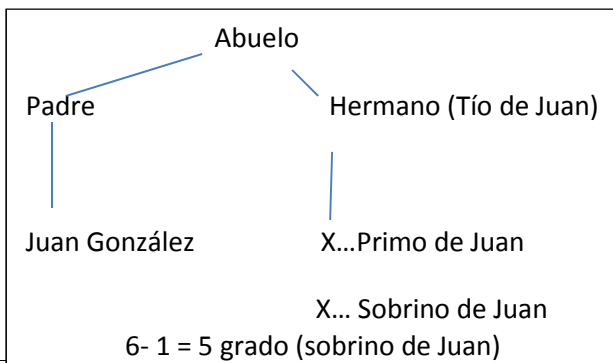 Abuelo
Padre Hermano (Tío de Juan)
Juan González X...Primo de Juan
X... Sobrino de Juan
6- 1 = 5 grado (sobrino de Juan)